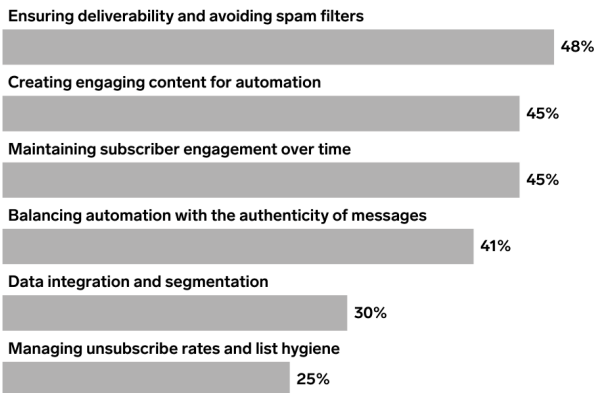 Ensuring deliverability and avoiding spam filters
48%
Creating engaging content for automation
45%
Maintaining subscriber engagement over time
45%
Balancing automation with the authenticity of messages
41%
Data integration and segmentation
30%
Managing unsubscribe rates and list hygiene
25%